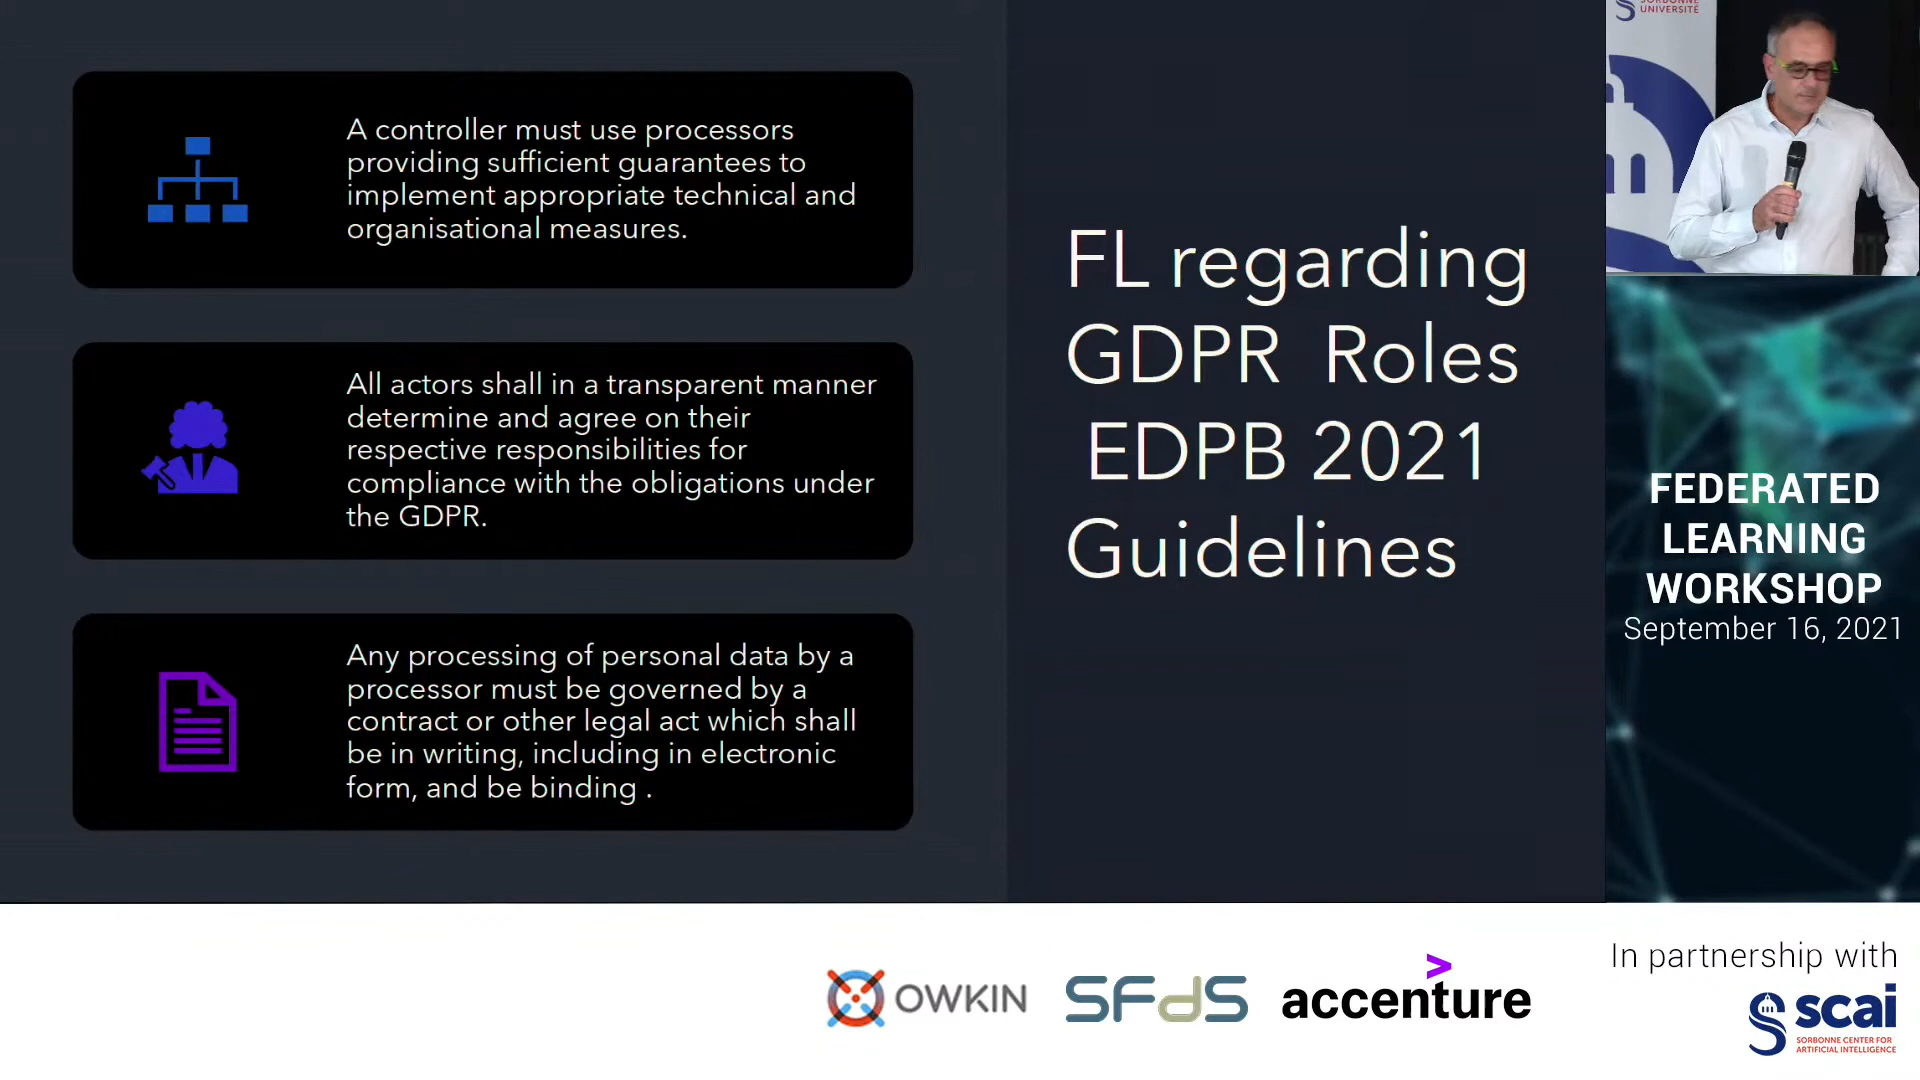 A controller must use processors
providing sufficient guarantees to
implement appropriate technical and
organisational measures.
All actors shall in a transparent manner
determine and agree on their
respective responsibilities for
compliance with the obligations under
the GDPR.
Any processing of personal data by a
processor must be governed by a
contract or other legal act which shall
be in writing, including in electronic
form, and be binding .
FL regarding
GDPR Roles
EDPB 2021
Guidelines
SORBONNE
UNIVERSITÉ
FEDERATED
LEARNING
WORKSHOP
September 16, 2021
OWKIN
SFdS
accenture
In partnership with
scai
SORBONNE CENTER FOR
ARTIFICIAL INTELLIGENCE